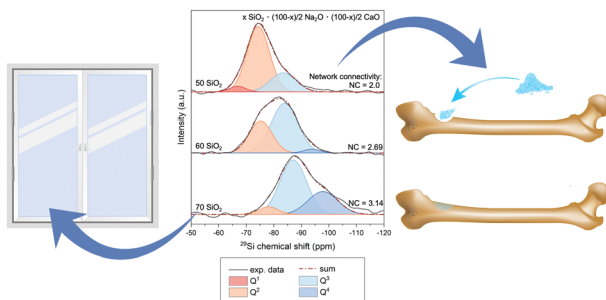 x SiO₂ · (100-x)/2 Na₂O · (100-x)/2 CaO
50 SiO₂
Network connectivity:
NC = 2.0
60 SiO₂
NC = 2.69
70 SiO₂
NC = 3.14
Intensity (a.u.)
-50 -60 -70 -80 -90 -100 -110 -120
²⁹Si chemical shift (ppm)
exp. data
sum
Q¹
Q³
Q²
Q⁴